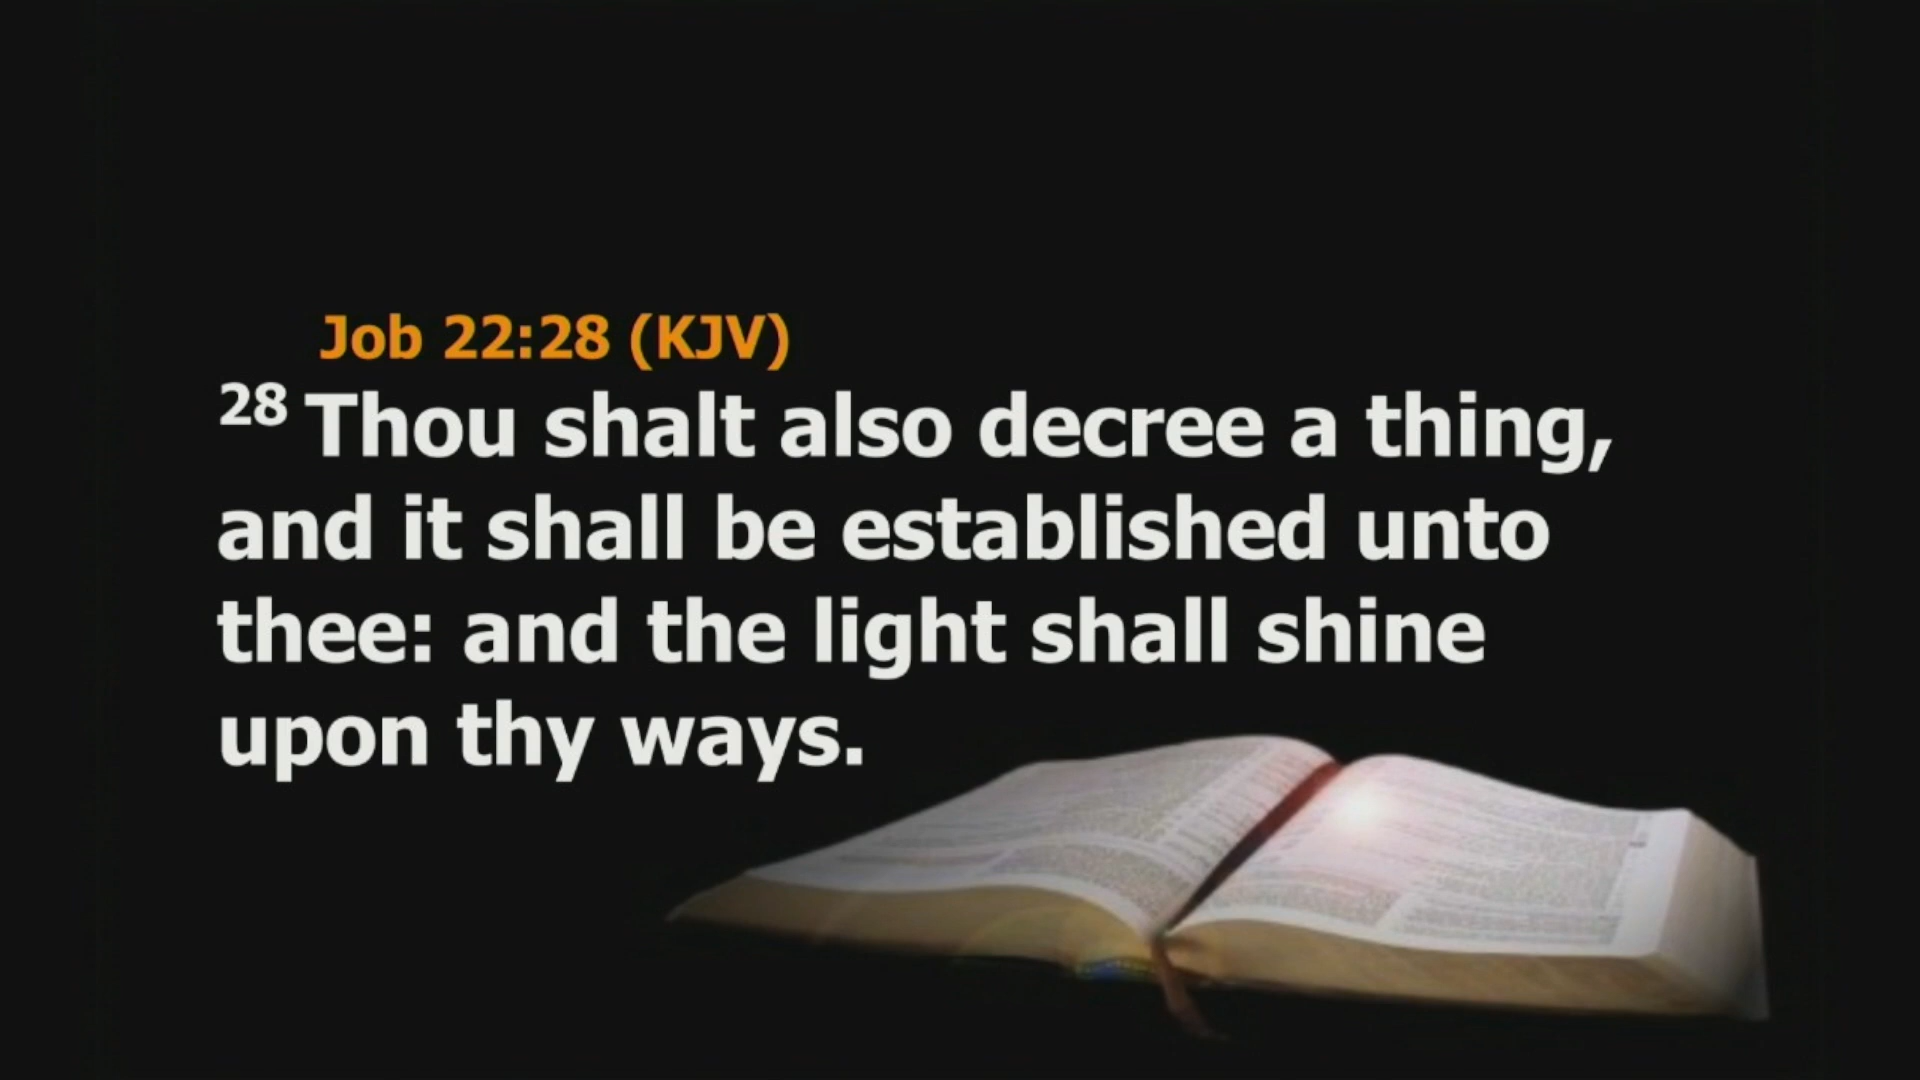 Job 22:28 (KJV)
28 Thou shalt also decree a thing,
and it shall be established unto
thee: and the light shall shine
upon thy ways.